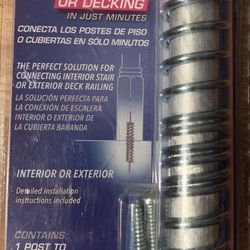 OR DECKING
IN JUST MINUTES
CONECTA LOS POSTES DE PISO
O CUBIERTAS EN SÓLO MINUTOS
THE PERFECT SOLUTION FOR
CONNECTING INTERIOR STAIR
OR EXTERIOR DECK RAILING
LA SOLUCIÓN PERFECTA PARA
LA CONEXIÓN DE ESCALERA
INTERIOR O EXTERIOR DE
LA CUBIERTA BARANDA
INTERIOR OR EXTERIOR
Detailed installation
instructions included
CONTAINS:
1 POST TO